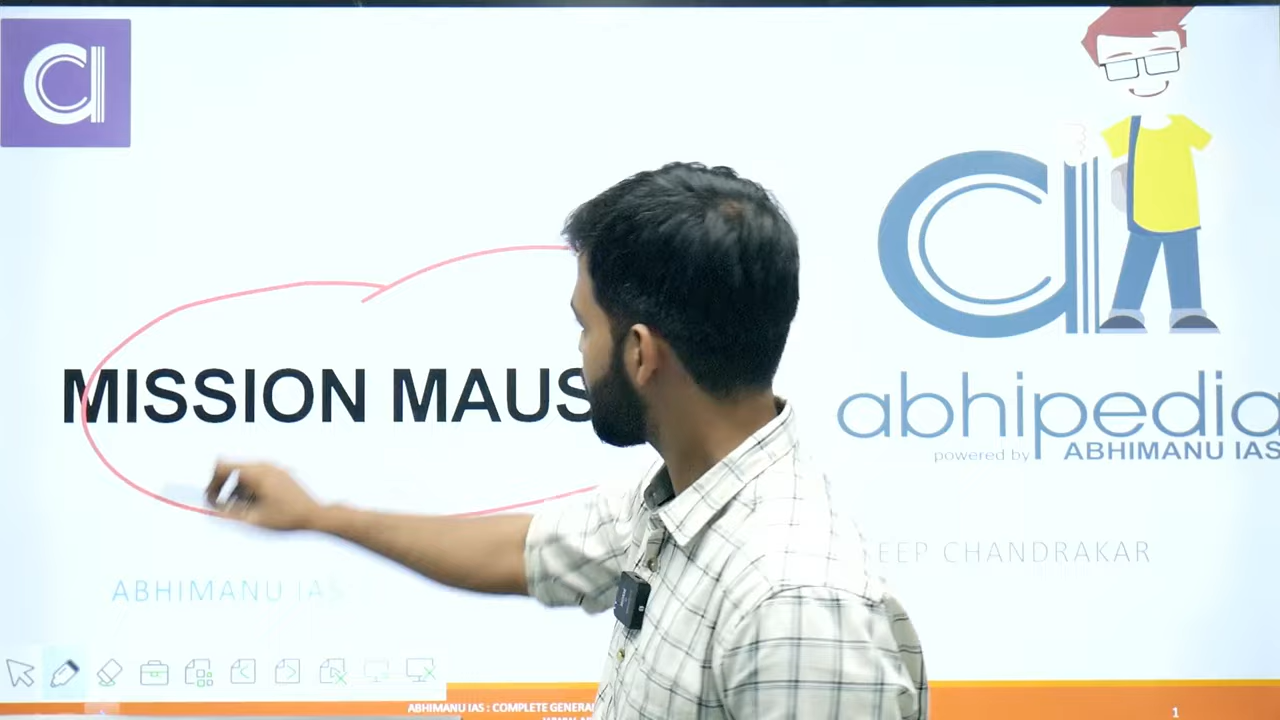 MISSION MAUS
abhipedia
powered by ABHIMANU IAS
EEP CHANDRAKAR
ABHIMANU IAS
ABHIMANU IAS : COMPLETE GENERA
1